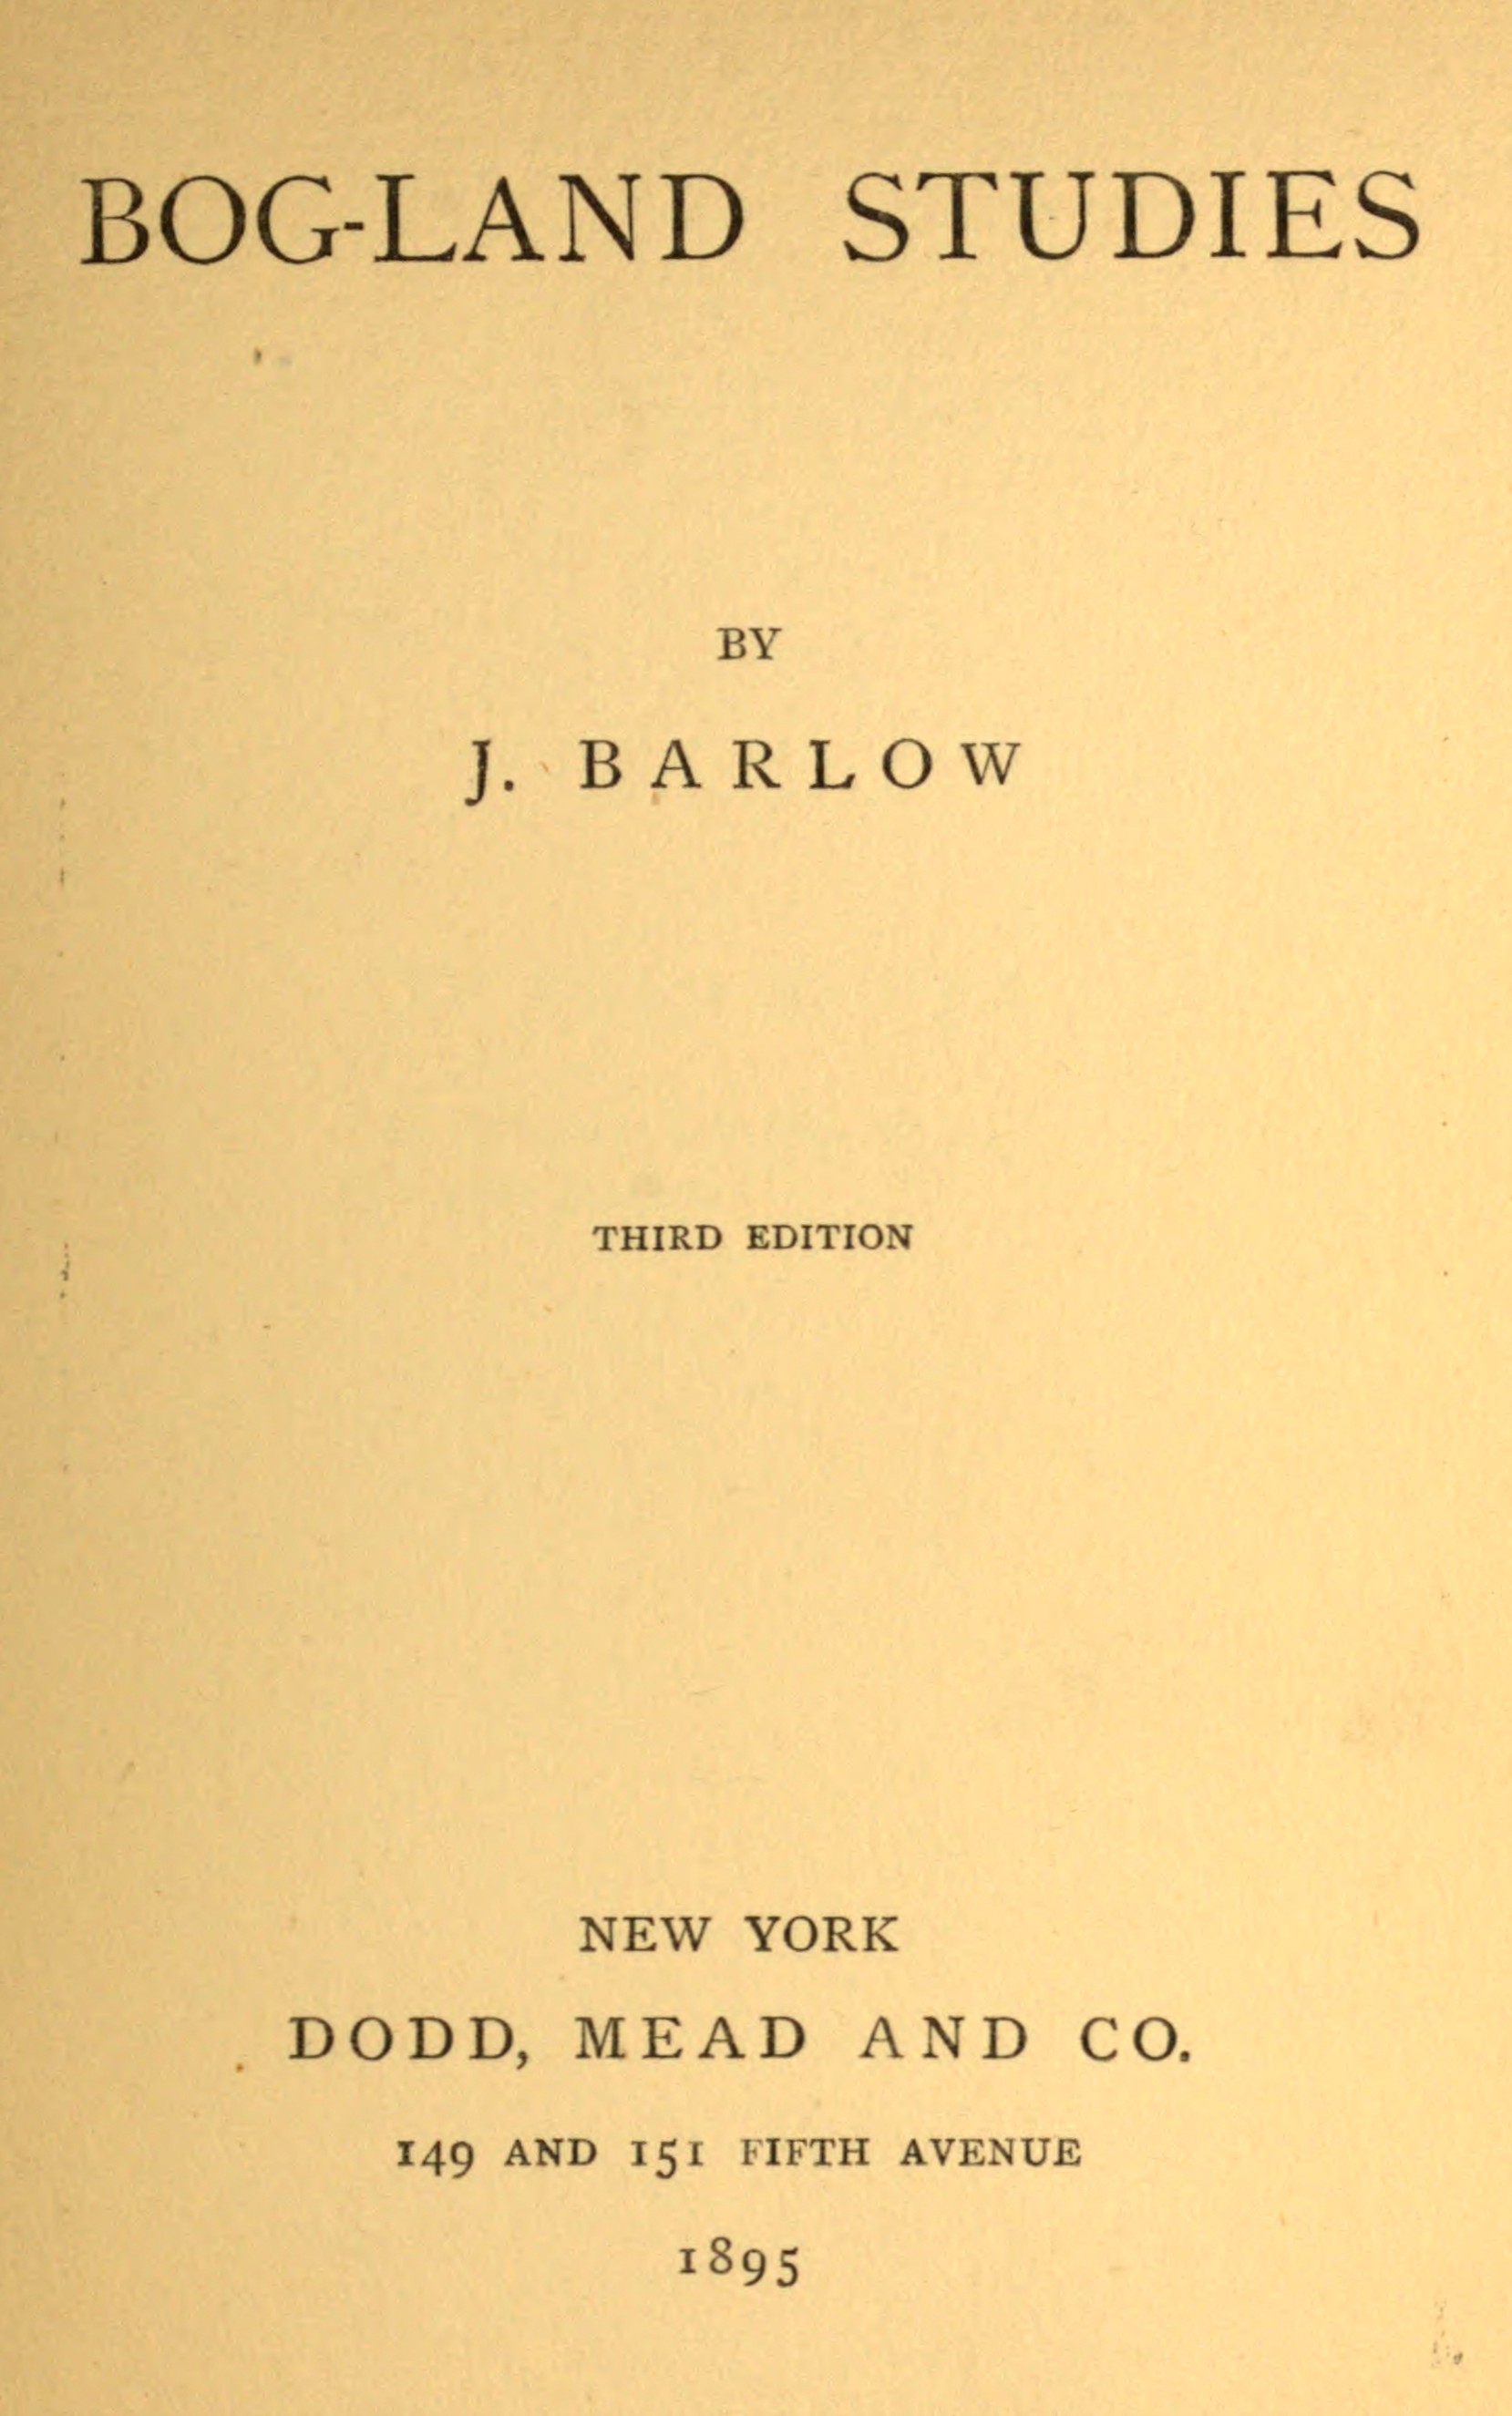 BOG-LAND STUDIES
BY
J. BARLOW
THIRD EDITION
NEW YORK
DODD, MEAD AND CO.
149 AND 151 FIFTH AVENUE
1895